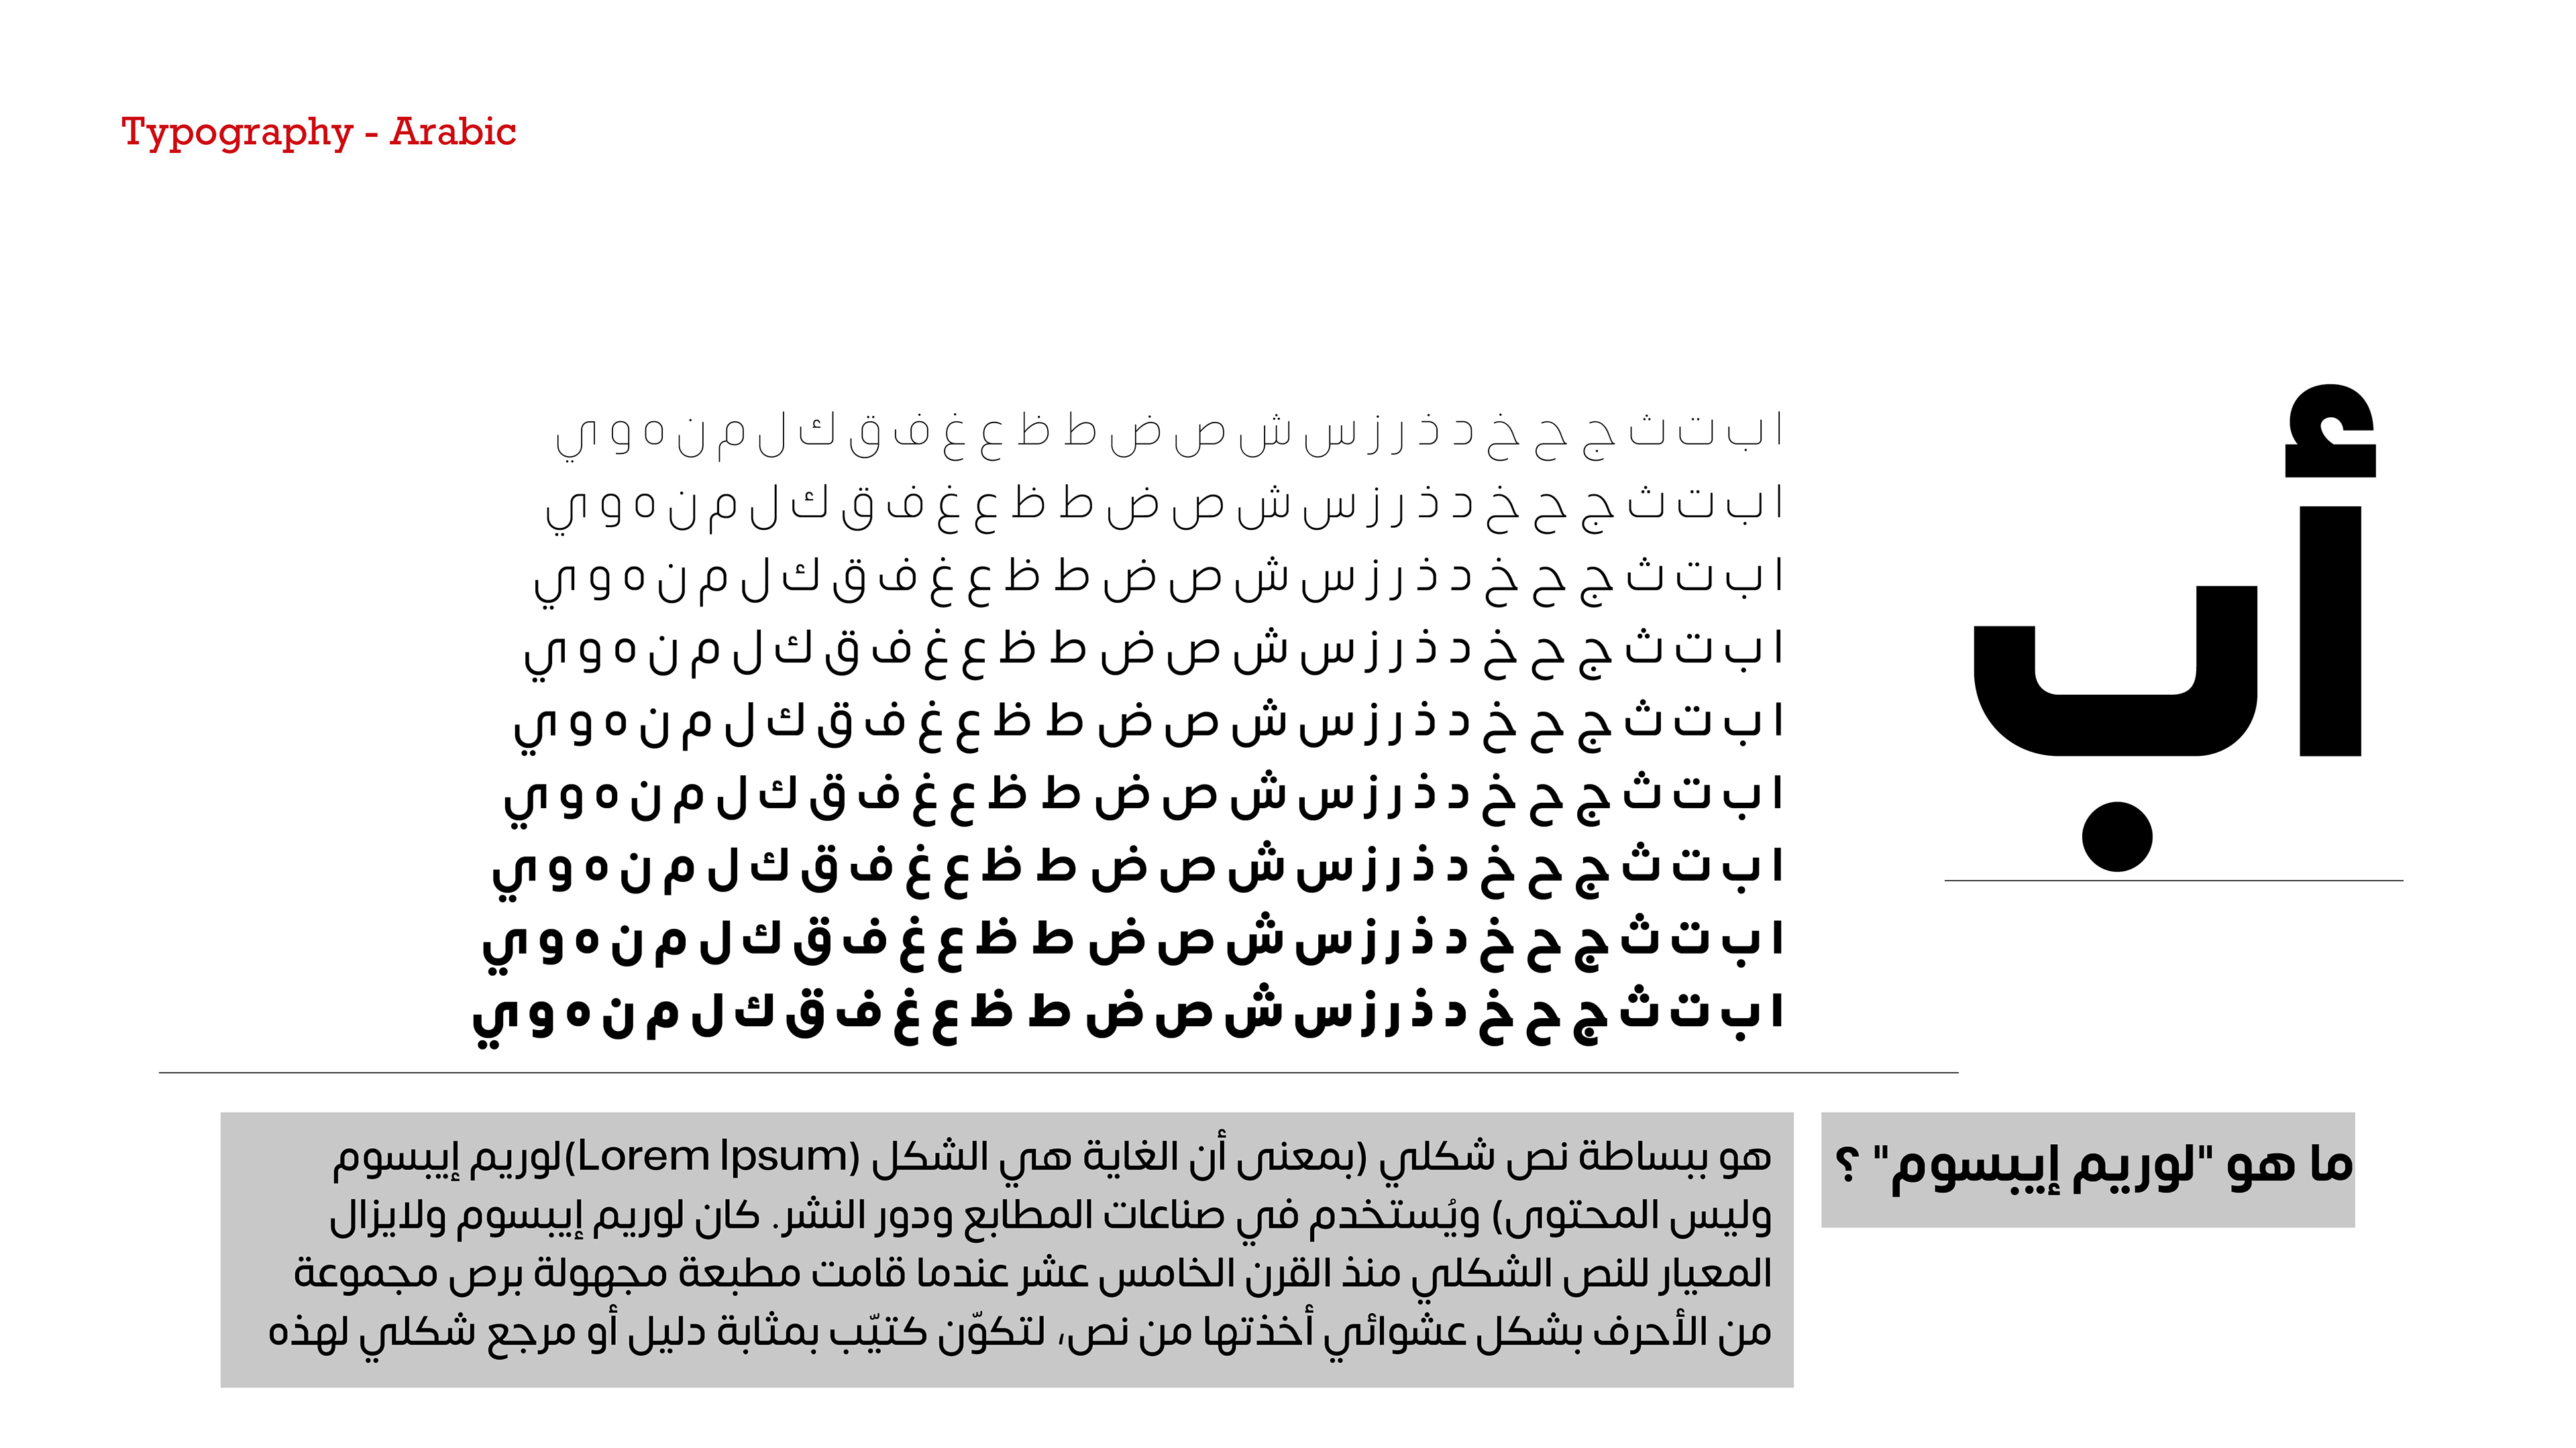 Typography - Arabic
أب
ا ب ت ث ج ح خ د ذ ر ز س ش ص ض ط ظ ع غ ف ق ك ل م ن ه و ي
ا ب ت ث ج ح خ د ذ ر ز س ش ص ض ط ظ ع غ ف ق ك ل م ن ه و ي
ا ب ت ث ج ح خ د ذ ر ز س ش ص ض ط ظ ع غ ف ق ك ل م ن ه و ي
ا ب ت ث ج ح خ د ذ ر ز س ش ص ض ط ظ ع غ ف ق ك ل م ن ه و ي
ا ب ت ث ج ح خ د ذ ر ز س ش ص ض ط ظ ع غ ف ق ك ل م ن ه و ي
ا ب ت ث ج ح خ د ذ ر ز س ش ص ض ط ظ ع غ ف ق ك ل م ن ه و ي
ا ب ت ث ج ح خ د ذ ر ز س ش ص ض ط ظ ع غ ف ق ك ل م ن ه و ي
ا ب ت ث ج ح خ د ذ ر ز س ش ص ض ط ظ ع غ ف ق ك ل م ن ه و ي
ا ب ت ث ج ح خ د ذ ر ز س ش ص ض ط ظ ع غ ف ق ك ل م ن ه و ي
ما هو "لوريم إيبسوم" ؟
هو ببساطة نص شكلي (بمعنى أن الغاية هي الشكل (Lorem Ipsum)لوريم إيبسوم
وليس المحتوى) ويُستخدم في صناعات المطابع ودور النشر. كان لوريم إيبسوم ولايزال
المعيار للنص الشكلي منذ القرن الخامس عشر عندما قامت مطبعة مجهولة برص مجموعة
من الأحرف بشكل عشوائي أخذتها من نص، لتكوّن كتيّب بمثابة دليل أو مرجع شكلي لهذه